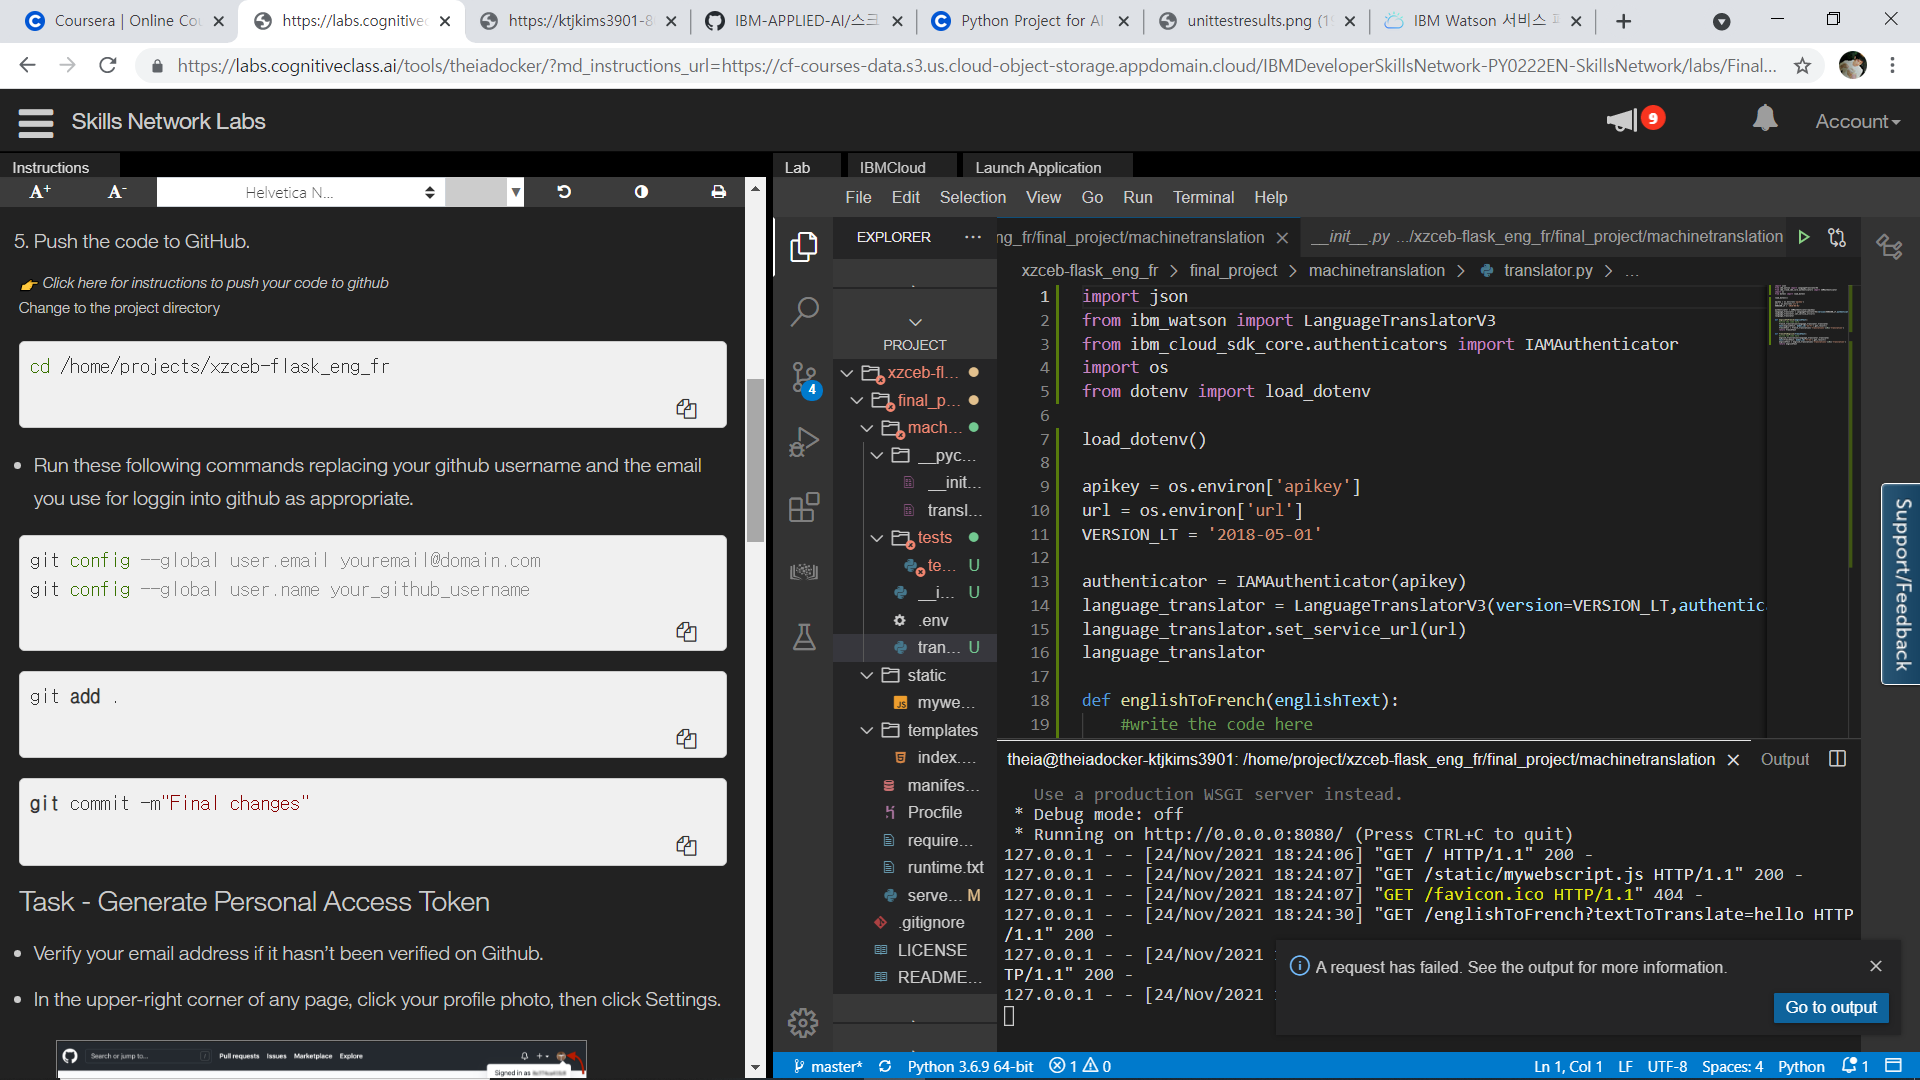 Coursera | Online Cou
https://labs.cognitivec
https://ktjkims3901-8
IBM-APPLIED-AI/스크
Python Project for AI
unittestresults.png (19
IBM Watson 서비스 피
https://labs.cognitiveclass.ai/tools/theiadocker/?md_instructions_url=https://cf-courses-data.s3.us.cloud-object-storage.appdomain.cloud/IBMDeveloperSkillsNetwork-PY0222EN-SkillsNetwork/labs/Final...
Skills Network Labs
9
Account
Instructions
A+ A-
Helvetica N...
5. Push the code to GitHub.
Click here for instructions to push your code to github
Change to the project directory
cd /home/projects/xzceb-flask_eng_fr
• Run these following commands replacing your github username and the email
you use for loggin into github as appropriate.
git config --global user.email youremail@domain.com
git config --global user.name your_github_username
git add .
git commit -m"Final changes"
Task - Generate Personal Access Token
• Verify your email address if it hasn't been verified on Github.
• In the upper-right corner of any page, click your profile photo, then click Settings.
Search or jump to...
/
Pull requests Issues Marketplace Explore
Signed in as
Lab
IBMCloud
Launch Application
File Edit Selection View Go Run Terminal Help
EXPLORER ...
4
PROJECT
xzceb-fl...
final_p...
mach...
__pyc...
__init...
transl...
tests
te... U
__i... U
.env
tran... U
static
mywe...
templates
index....
manifes...
Procfile
require...
runtime.txt
serve... M
.gitignore
LICENSE
README...
ng_fr/final_project/machinetranslation
__init__.py .../xzceb-flask_eng_fr/final_project/machinetranslation
xzceb-flask_eng_fr > final_project > machinetranslation > translator.py > ...
1 import json
2 from ibm_watson import LanguageTranslatorV3
3 from ibm_cloud_sdk_core.authenticators import IAMAuthenticator
4 import os
5 from dotenv import load_dotenv
6
7 load_dotenv()
8
9 apikey = os.environ['apikey']
10 url = os.environ['url']
11 VERSION_LT = '2018-05-01'
12
13 authenticator = IAMAuthenticator(apikey)
14 language_translator = LanguageTranslatorV3(version=VERSION_LT,authentica
15 language_translator.set_service_url(url)
16 language_translator
17
18 def englishToFrench(englishText):
19 #write the code here
theia@theiadocker-ktjkims3901: /home/project/xzceb-flask_eng_fr/final_project/machinetranslation
Output
Use a production WSGI server instead.
* Debug mode: off
* Running on http://0.0.0.0:8080/ (Press CTRL+C to quit)
127.0.0.1 - - [24/Nov/2021 18:24:06] "GET / HTTP/1.1" 200 -
127.0.0.1 - - [24/Nov/2021 18:24:07] "GET /static/mywebscript.js HTTP/1.1" 200 -
127.0.0.1 - - [24/Nov/2021 18:24:07] "GET /favicon.ico HTTP/1.1" 404 -
127.0.0.1 - - [24/Nov/2021 18:24:30] "GET /englishToFrench?textToTranslate=hello HTTP
/1.1" 200 -
127.0.0.1 - - [24/Nov/2021
TP/1.1" 200 -
127.0.0.1 - - [24/Nov/2021
A request has failed. See the output for more information.
Go to output
Support/Feedback
master*
Python 3.6.9 64-bit
1
0
Ln 1, Col 1
LF
UTF-8
Spaces: 4
Python
1